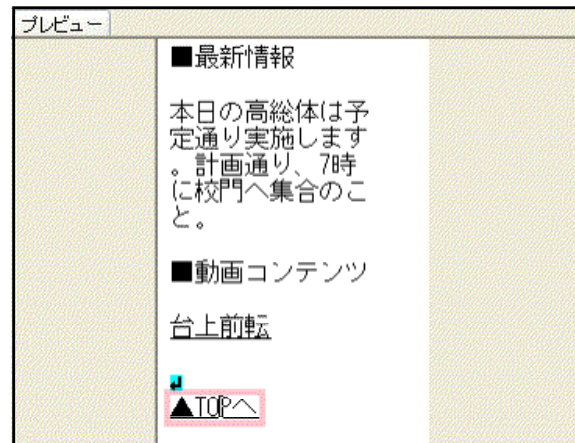 プレビュー
■最新情報
本日の高総体は予
定通り実施します
。計画通り、7時
に校門へ集合のこ
と。
■動画コンテンツ
台上前転
↲
▲TOPへ